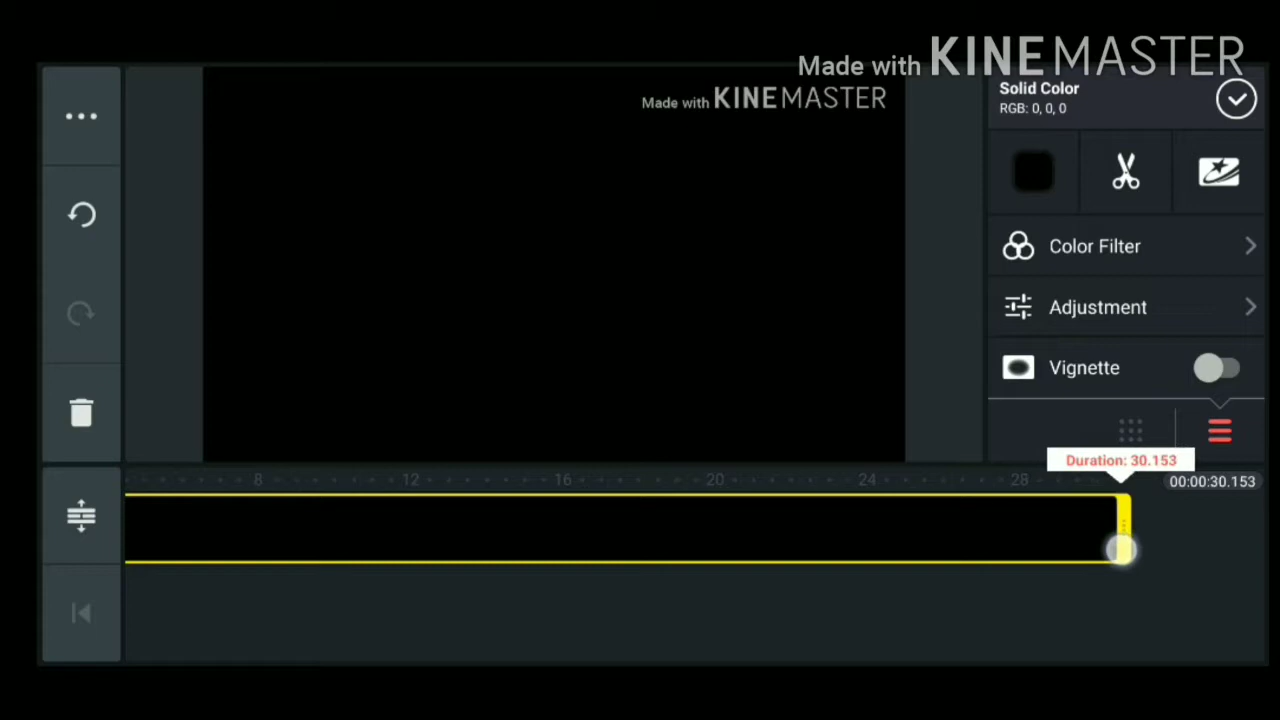 Made with KINEMASTER
Made with KINEMASTER
Solid Color
RGB: 0, 0, 0
Color Filter
Adjustment
Vignette
Duration: 30.153
8 12 16 20 24 28
00:00:30.153